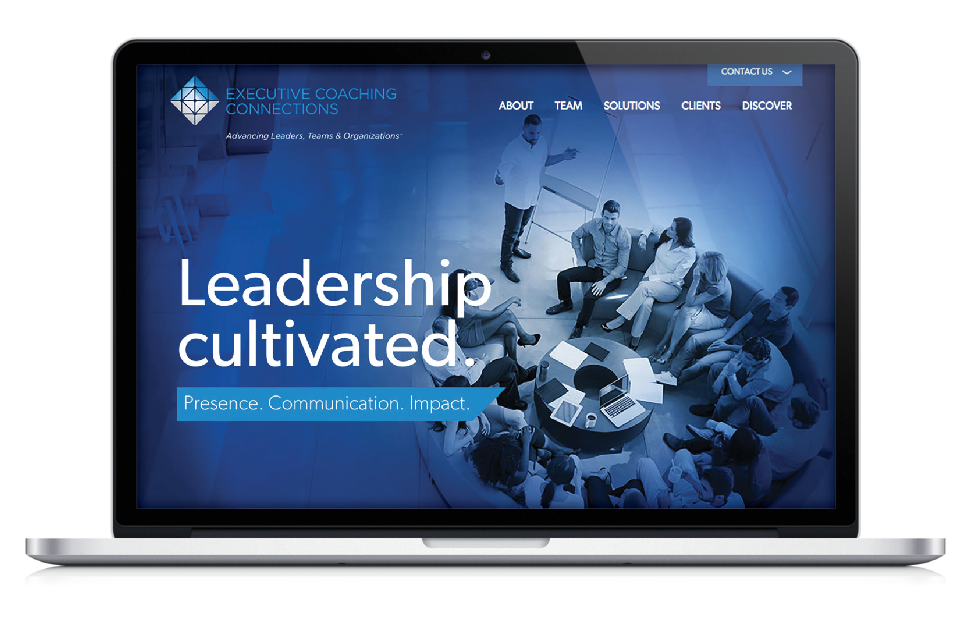 CONTACT US
EXECUTIVE COACHING
CONNECTIONS
Advancing Leaders, Teams & Organizations™
ABOUT TEAM SOLUTIONS CLIENTS DISCOVER
Leadership
cultivated.
Presence. Communication. Impact.